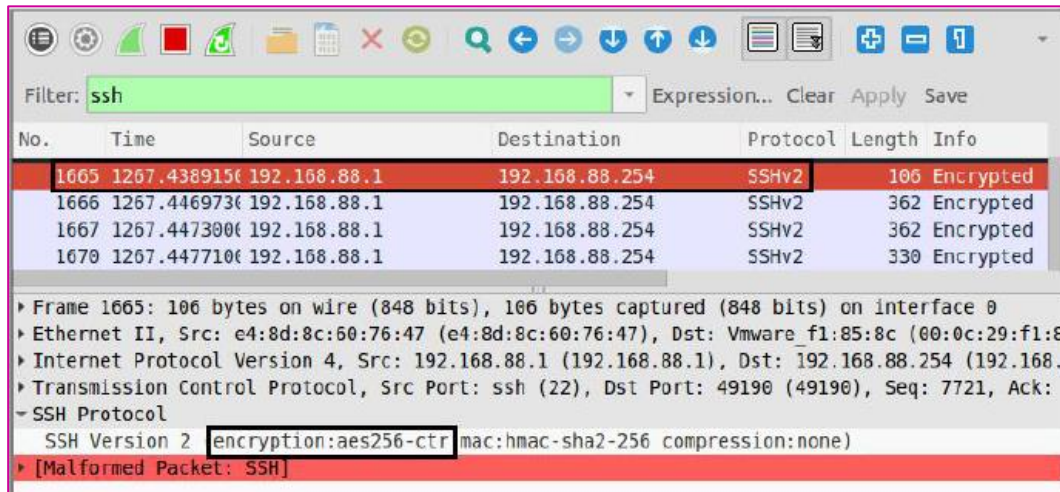 Filter: ssh Expression... Clear Apply Save
No. Time Source Destination Protocol Length Info
1665 1267.4389150 192.168.88.1 192.168.88.254 SSHv2 106 Encrypted
1666 1267.4469730 192.168.88.1 192.168.88.254 SSHv2 362 Encrypted
1667 1267.4473000 192.168.88.1 192.168.88.254 SSHv2 362 Encrypted
1670 1267.4477100 192.168.88.1 192.168.88.254 SSHv2 330 Encrypted
Frame 1665: 106 bytes on wire (848 bits), 106 bytes captured (848 bits) on interface 0
Ethernet II, Src: e4:8d:8c:60:76:47 (e4:8d:8c:60:76:47), Dst: Vmware_f1:85:8c (00:0c:29:f1:8
Internet Protocol Version 4, Src: 192.168.88.1 (192.168.88.1), Dst: 192.168.88.254 (192.168.
Transmission Control Protocol, Src Port: ssh (22), Dst Port: 49190 (49190), Seq: 7721, Ack:
SSH Protocol
SSH Version 2 encryption:aes256-ctr mac:hmac-sha2-256 compression:none)
[Malformed Packet: SSH]